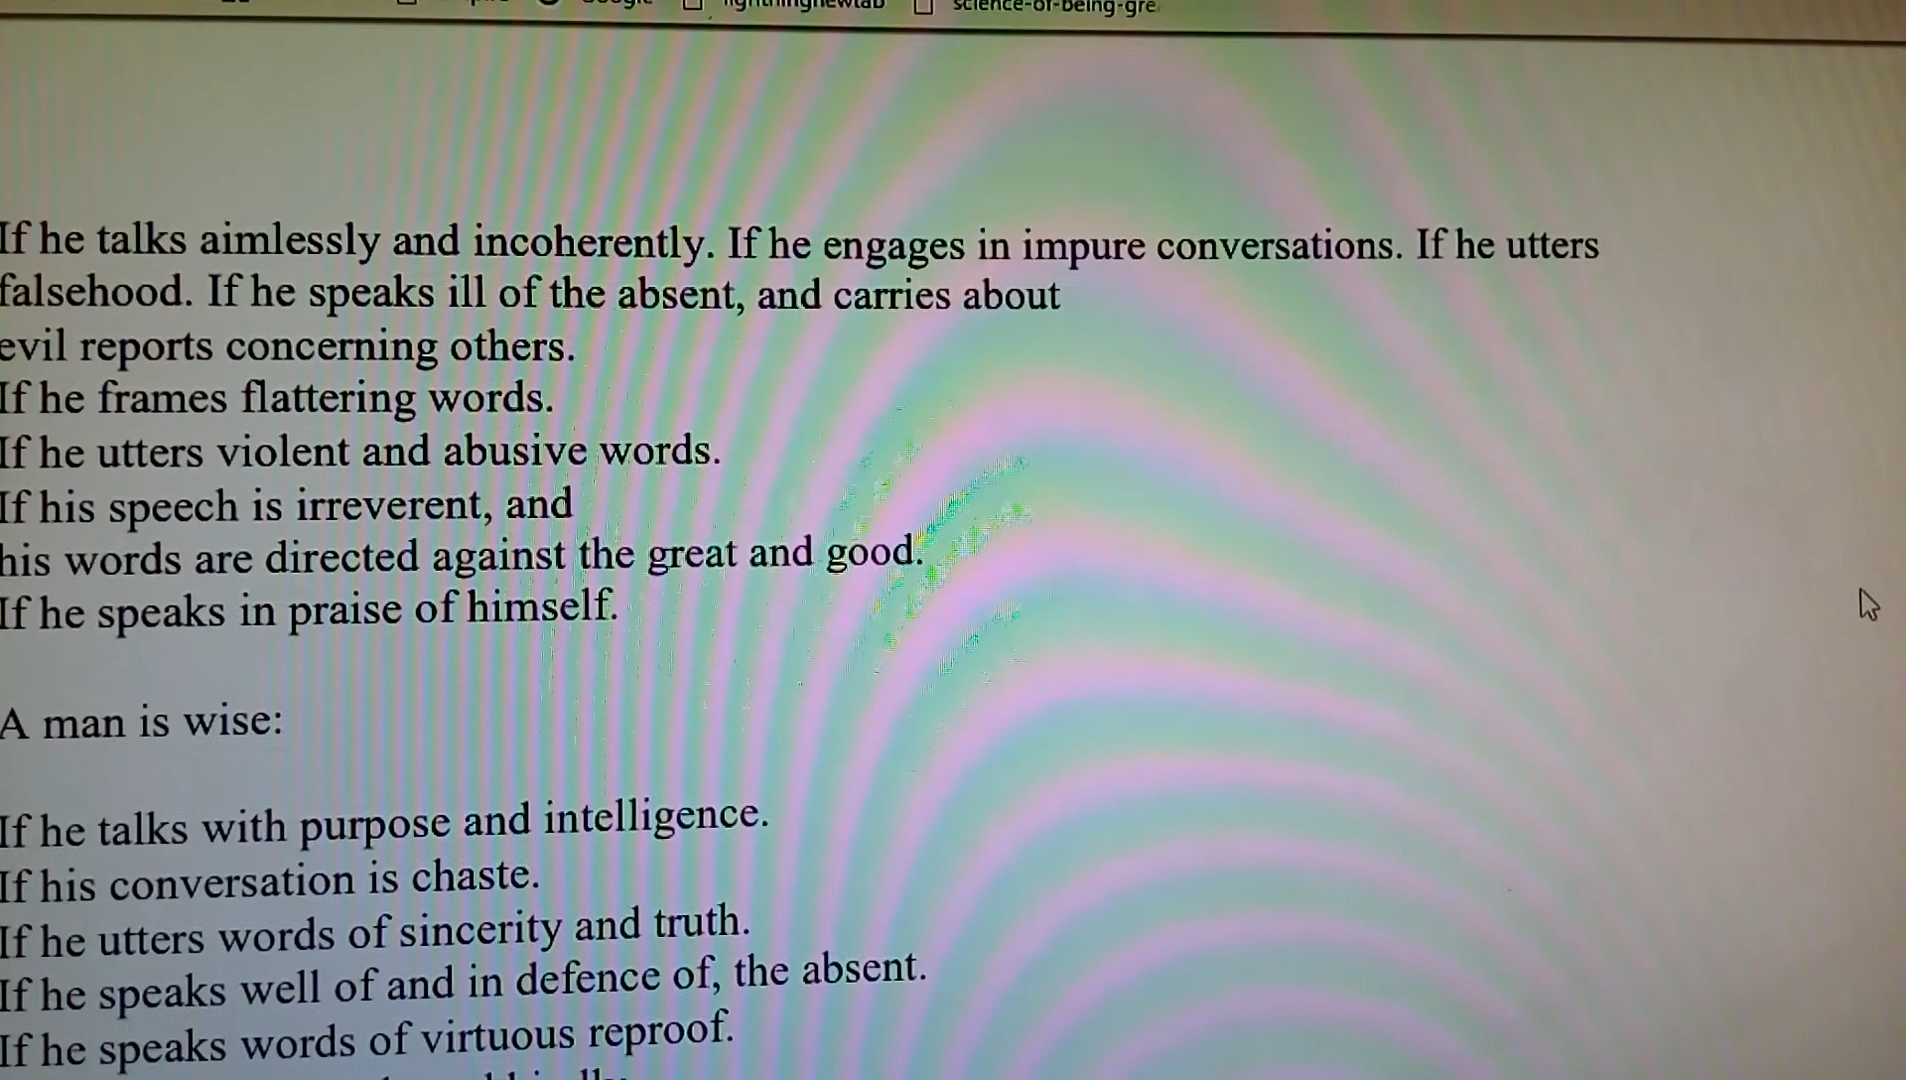 lightningnewtab
science-of-being-gre
If he talks aimlessly and incoherently. If he engages in impure conversations. If he utters
falsehood. If he speaks ill of the absent, and carries about
evil reports concerning others.
If he frames flattering words.
If he utters violent and abusive words.
If his speech is irreverent, and
his words are directed against the great and good.
If he speaks in praise of himself.
A man is wise:
If he talks with purpose and intelligence.
If his conversation is chaste.
If he utters words of sincerity and truth.
If he speaks well of and in defence of, the absent.
If he speaks words of virtuous reproof.